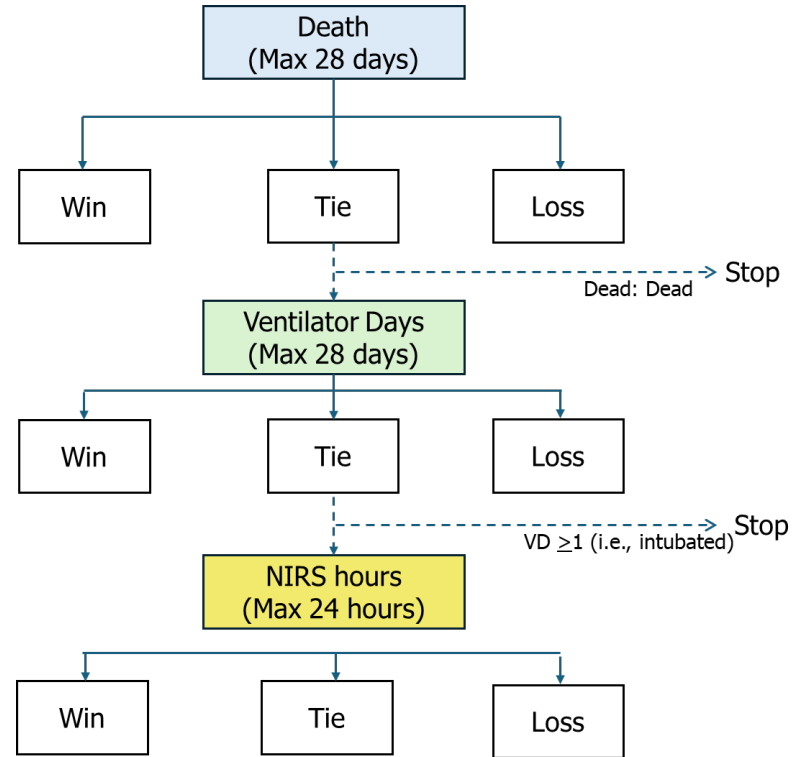 Death
(Max 28 days)
Win
Tie
Loss
Stop
Dead: Dead
Ventilator Days
(Max 28 days)
Win
Tie
Loss
Stop
VD ≥1 (i.e., intubated)
NIRS hours
(Max 24 hours)
Win
Tie
Loss